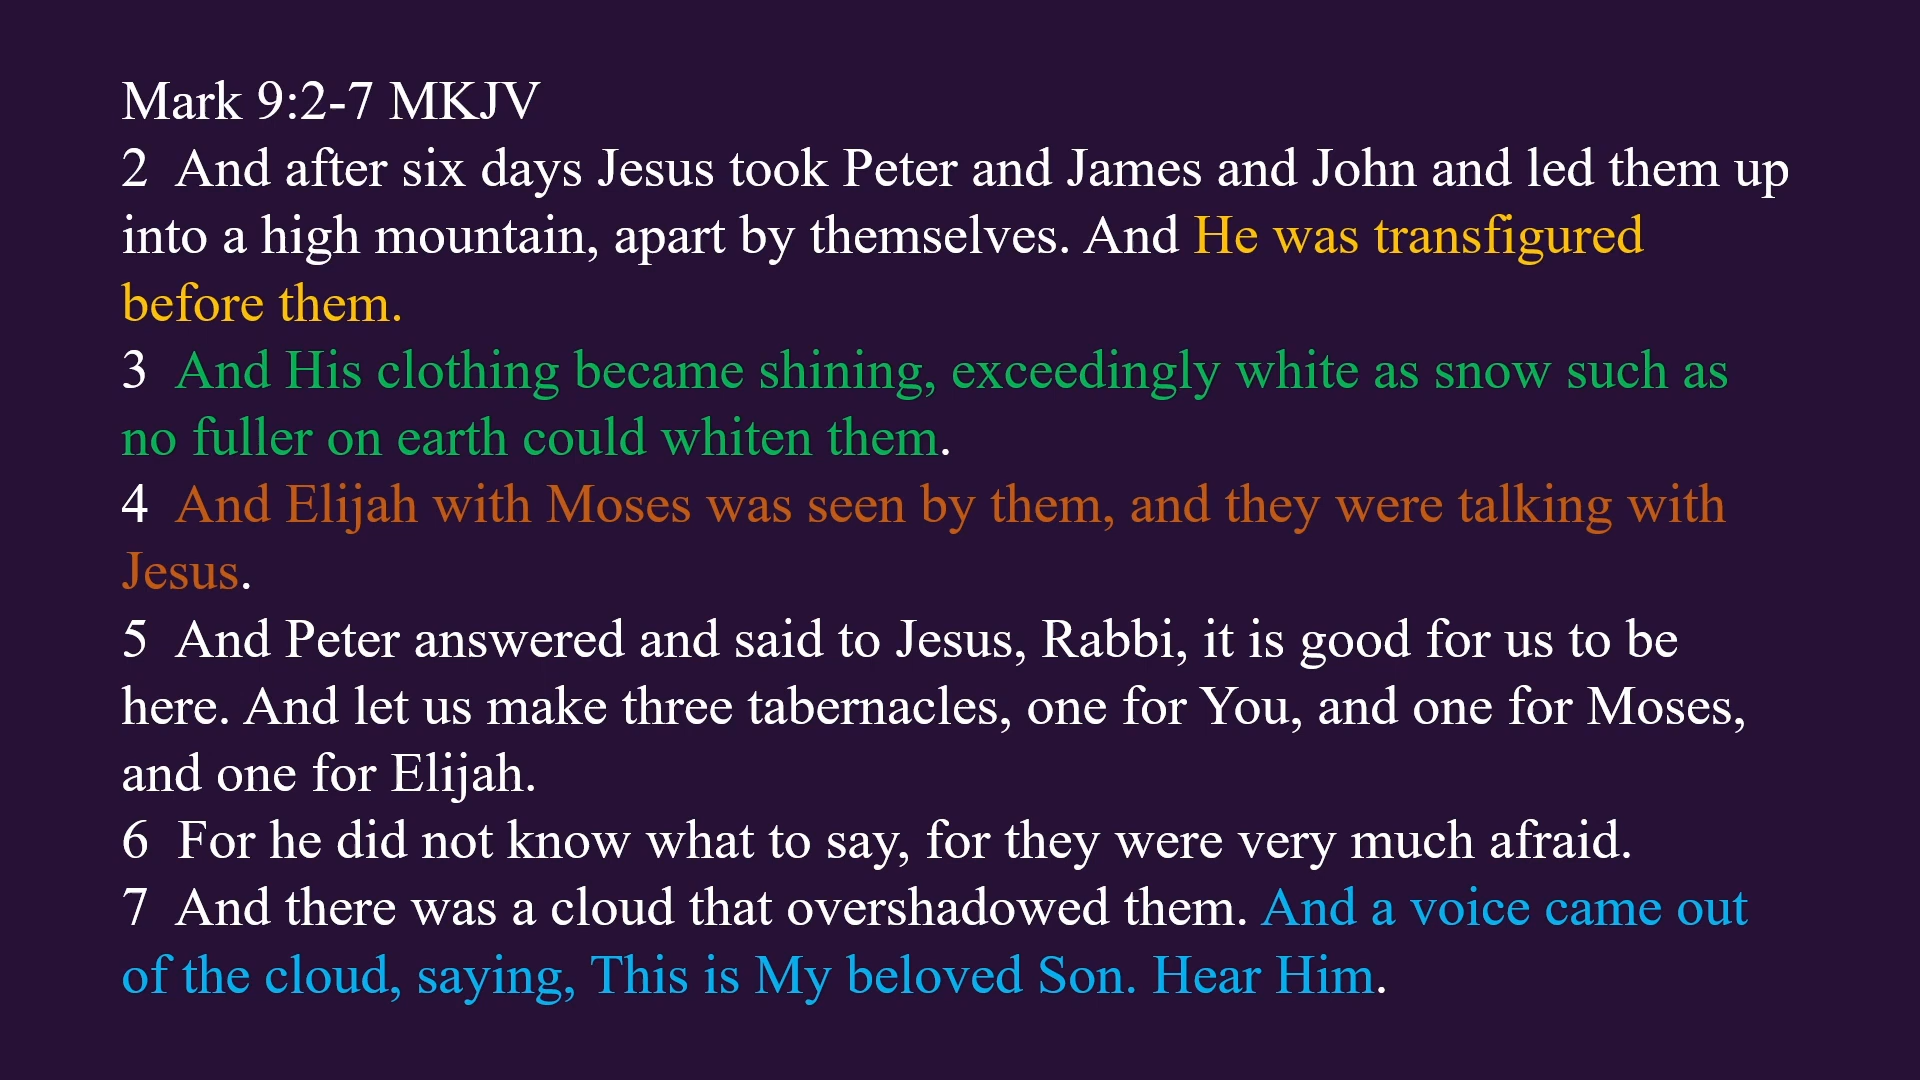 Mark 9:2-7 MKJV
2  And after six days Jesus took Peter and James and John and led them up
into a high mountain, apart by themselves. And He was transfigured
before them.
3  And His clothing became shining, exceedingly white as snow such as
no fuller on earth could whiten them.
4  And Elijah with Moses was seen by them, and they were talking with
Jesus.
5  And Peter answered and said to Jesus, Rabbi, it is good for us to be
here. And let us make three tabernacles, one for You, and one for Moses,
and one for Elijah.
6  For he did not know what to say, for they were very much afraid.
7  And there was a cloud that overshadowed them. And a voice came out
of the cloud, saying, This is My beloved Son. Hear Him.